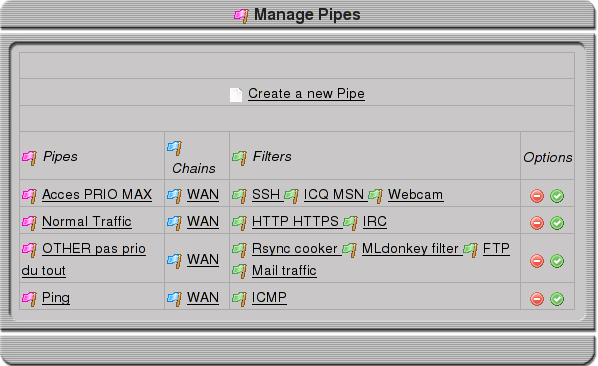 Manage Pipes
Create a new Pipe
Pipes Chains Filters Options
Acces PRIO MAX WAN SSH ICQ MSN Webcam
Normal Traffic WAN HTTP HTTPS IRC
OTHER pas prio du tout WAN Rsync cooker MLdonkey filter FTP Mail traffic
Ping WAN ICMP